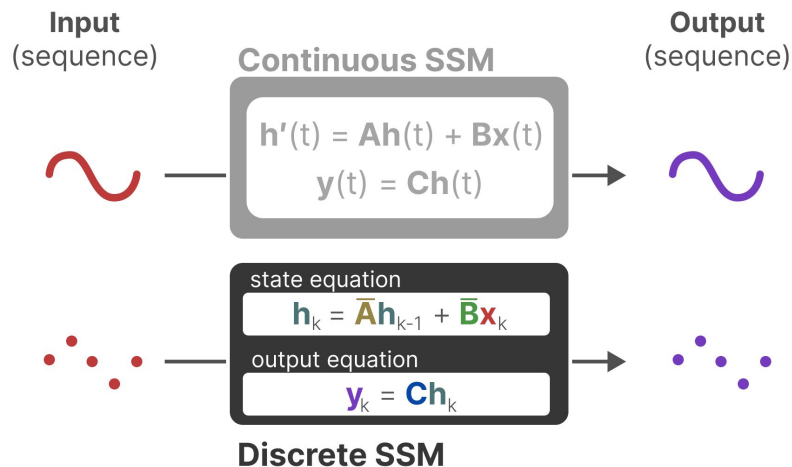 Input
(sequence)
Output
(sequence)
Continuous SSM
h′(t) = Ah(t) + Bx(t)
y(t) = Ch(t)
state equation
hₖ = A̅hₖ₋₁ + B̅xₖ
output equation
yₖ = Chₖ
Discrete SSM